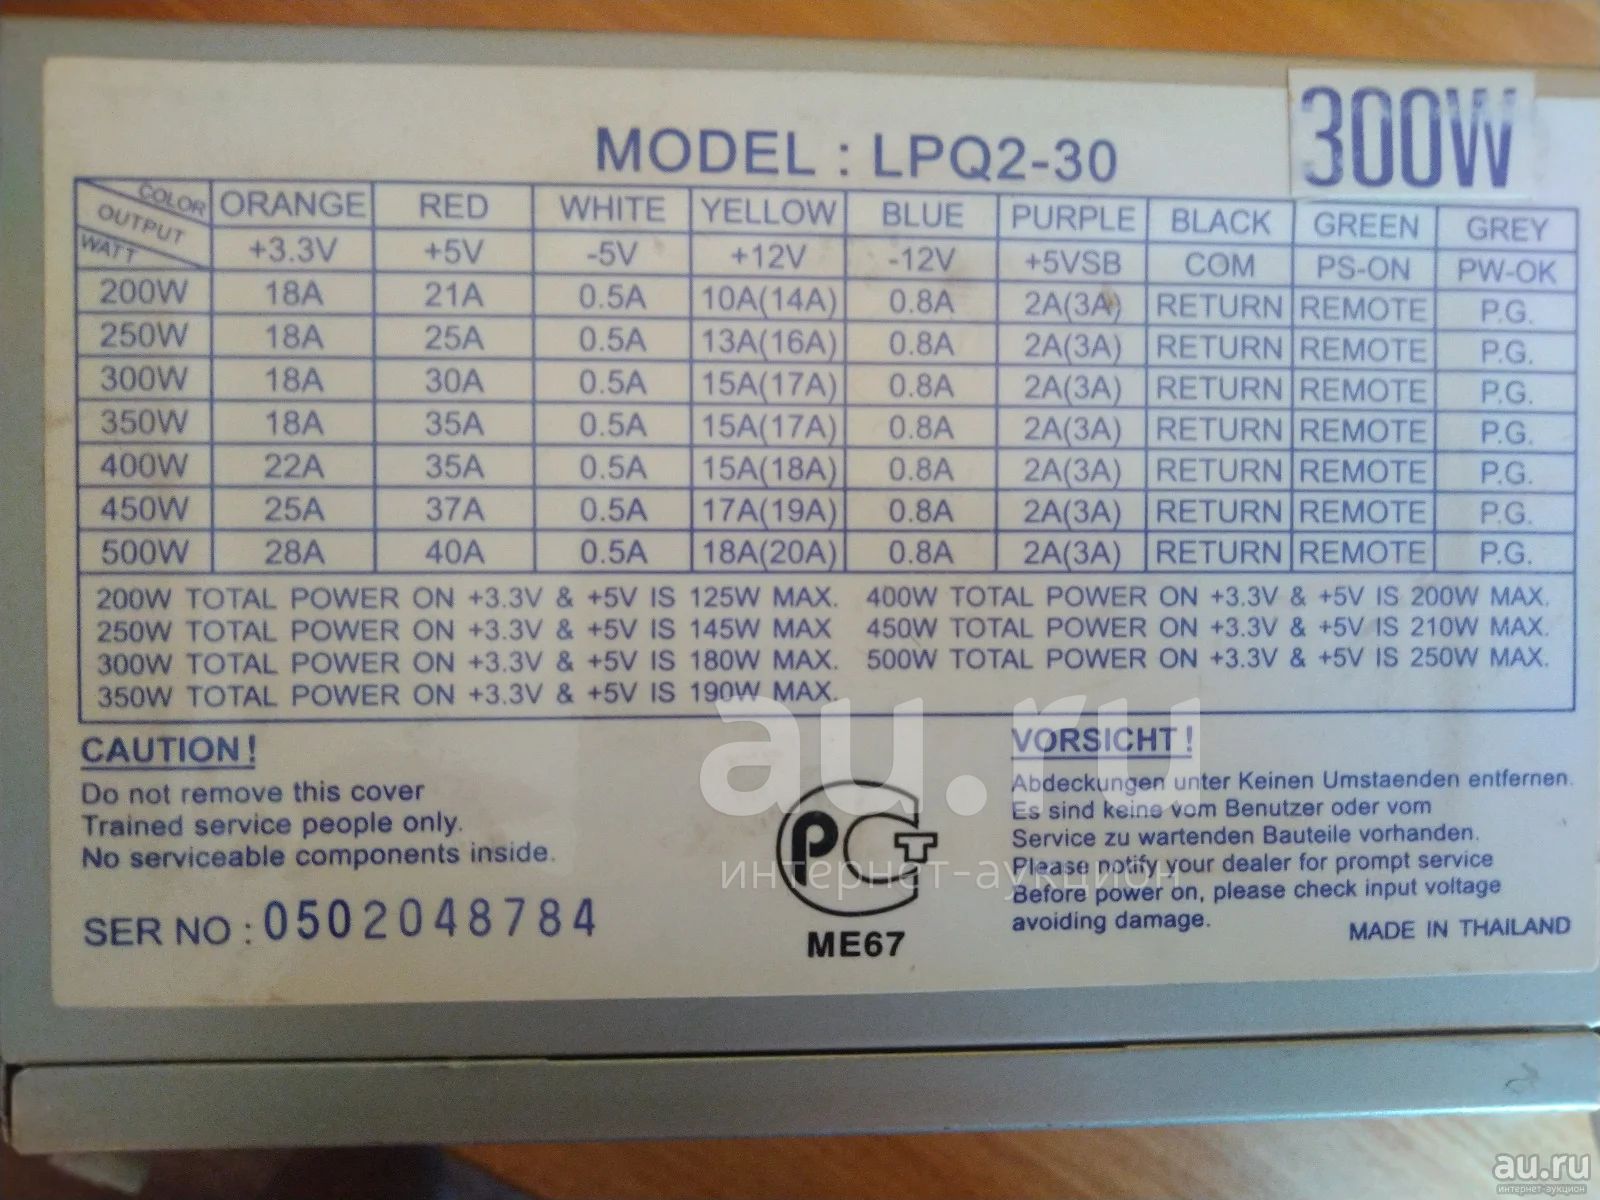 300W
MODEL : LPQ2-30
COLOR OUTPUT WATT ORANGE RED WHITE YELLOW BLUE PURPLE BLACK GREEN GREY
+3.3V +5V -5V +12V -12V +5VSB COM PS-ON PW-OK
200W 18A 21A 0.5A 10A(14A) 0.8A 2A(3A) RETURN REMOTE P.G.
250W 18A 25A 0.5A 13A(16A) 0.8A 2A(3A) RETURN REMOTE P.G.
300W 18A 30A 0.5A 15A(17A) 0.8A 2A(3A) RETURN REMOTE P.G.
350W 18A 35A 0.5A 15A(17A) 0.8A 2A(3A) RETURN REMOTE P.G.
400W 22A 35A 0.5A 15A(18A) 0.8A 2A(3A) RETURN REMOTE P.G.
450W 25A 37A 0.5A 17A(19A) 0.8A 2A(3A) RETURN REMOTE P.G.
500W 28A 40A 0.5A 18A(20A) 0.8A 2A(3A) RETURN REMOTE P.G.
200W TOTAL POWER ON +3.3V & +5V IS 125W MAX. 400W TOTAL POWER ON +3.3V & +5V IS 200W MAX.
250W TOTAL POWER ON +3.3V & +5V IS 145W MAX 450W TOTAL POWER ON +3.3V & +5V IS 210W MAX.
300W TOTAL POWER ON +3.3V & +5V IS 180W MAX. 500W TOTAL POWER ON +3.3V & +5V IS 250W MAX.
350W TOTAL POWER ON +3.3V & +5V IS 190W MAX.
CAUTION!
Do not remove this cover
Trained service people only.
No serviceable components inside.
SER NO : 0502048784
РСТ
ME67
VORSICHT!
Abdeckungen unter Keinen Umstaenden entfernen.
Es sind keine vom Benutzer oder vom
Service zu wartenden Bauteile vorhanden.
Please notify your dealer for prompt service
Before power on, please check input voltage
avoiding damage.
MADE IN THAILAND
au.ru
интернет-аукцион
au.ru
интернет-аукцион